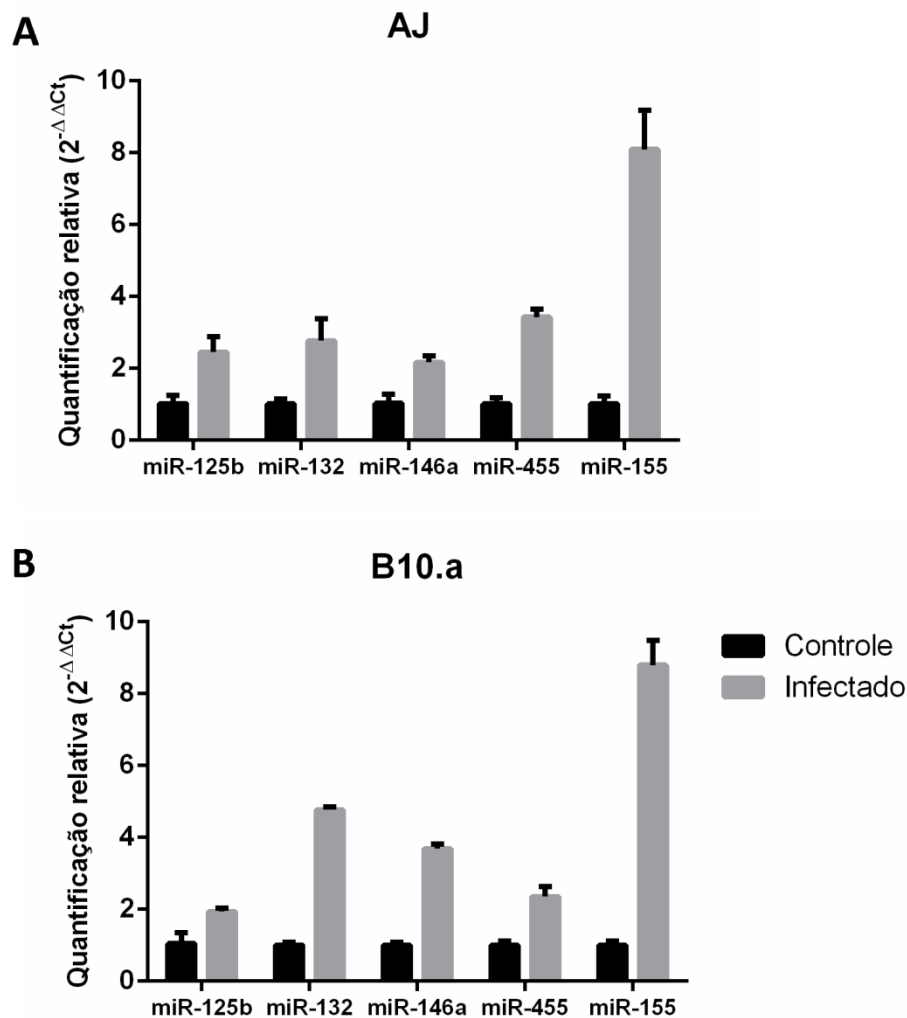 A
AJ
Quantificação relativa (2^-ΔΔCt)
10
8
6
4
2
0
miR-125b miR-132 miR-146a miR-455 miR-155
B
B10.a
Quantificação relativa (2^-ΔΔCt)
10
8
6
4
2
0
miR-125b miR-132 miR-146a miR-455 miR-155
Controle
Infectado